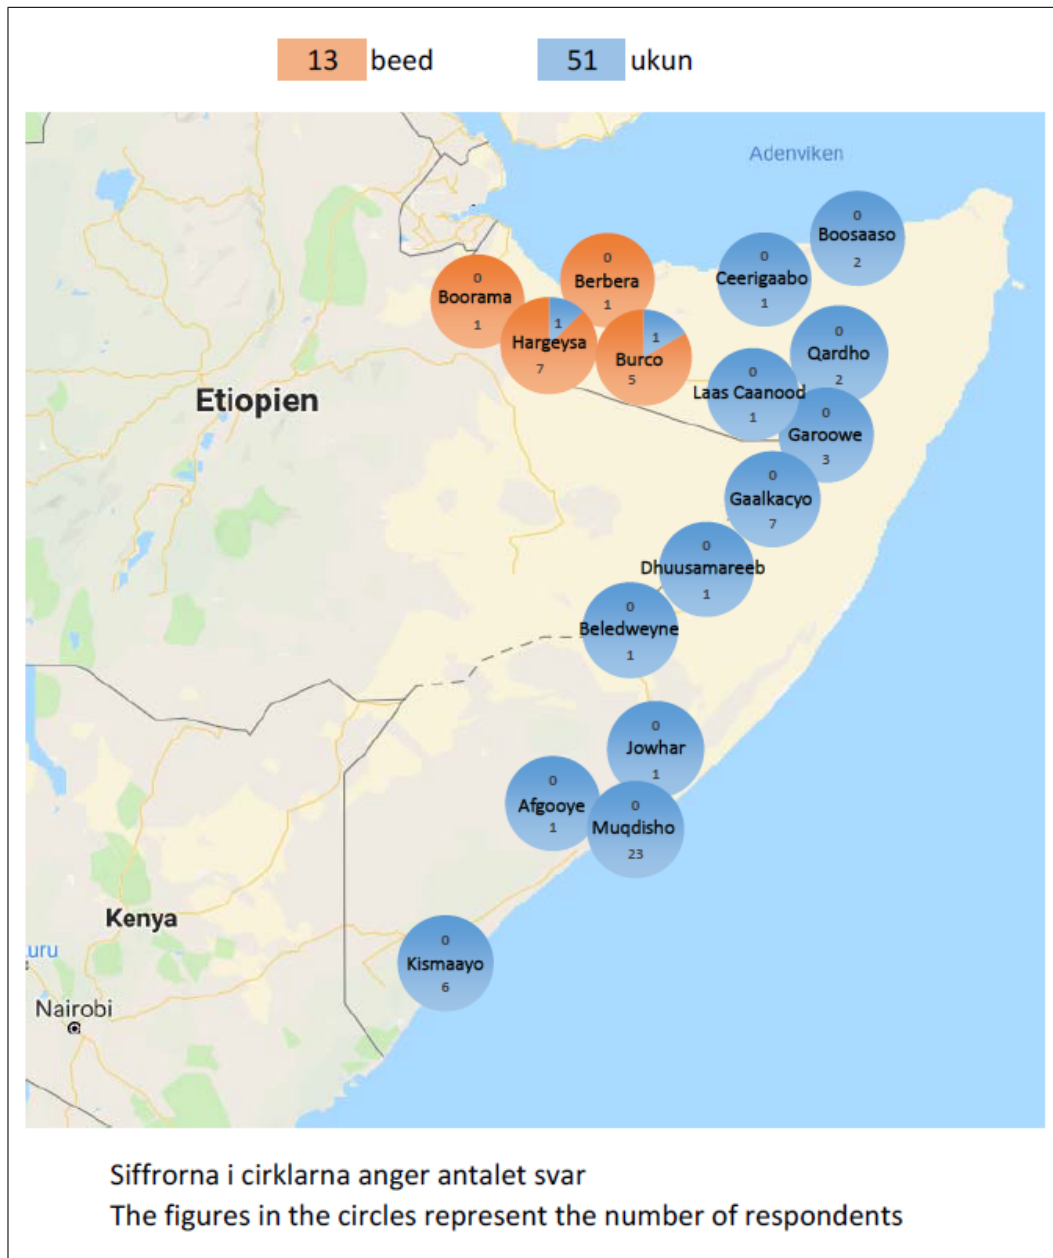 13 beed 51 ukun
Adenviken
0
Boosaaso
2
0
Ceerigaabo
1
0
Berbera
1
0
Boorama
1
1
Hargeysa
7
1
Burco
5
0
Qardho
2
0
Laas Caanood
1
Etiopien
0
Garoowe
3
0
Gaalkacyo
7
0
Dhuusamareeb
1
0
Beledweyne
1
0
Jowhar
1
0
Afgooye
1
0
Muqdisho
23
Kenya
0
Kismaayo
6
uru
Nairobi
Siffrorna i cirklarna anger antalet svar
The figures in the circles represent the number of respondents